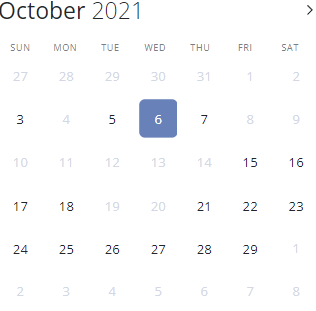 October 2021
SUN MON TUE WED THU FRI SAT
27 28 29 30 31 1 2
3 4 5 6 7 8 9
10 11 12 13 14 15 16
17 18 19 20 21 22 23
24 25 26 27 28 29 1
2 3 4 5 6 7 8